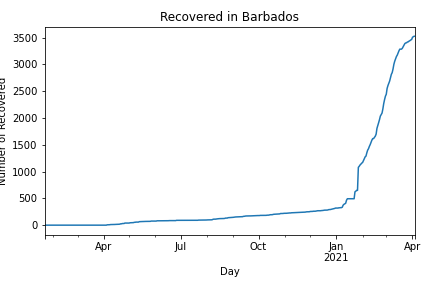 Recovered in Barbados
Number of Recovered
3500
3000
2500
2000
1500
1000
500
0
Apr
Jul
Oct
Jan
2021
Apr
Day